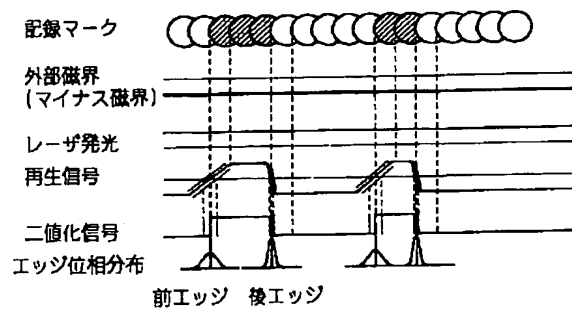 記録マーク
外部磁界
(マイナス磁界)
レーザ発光
再生信号
二値化信号
エッジ位相分布
前エッジ 後エッジ